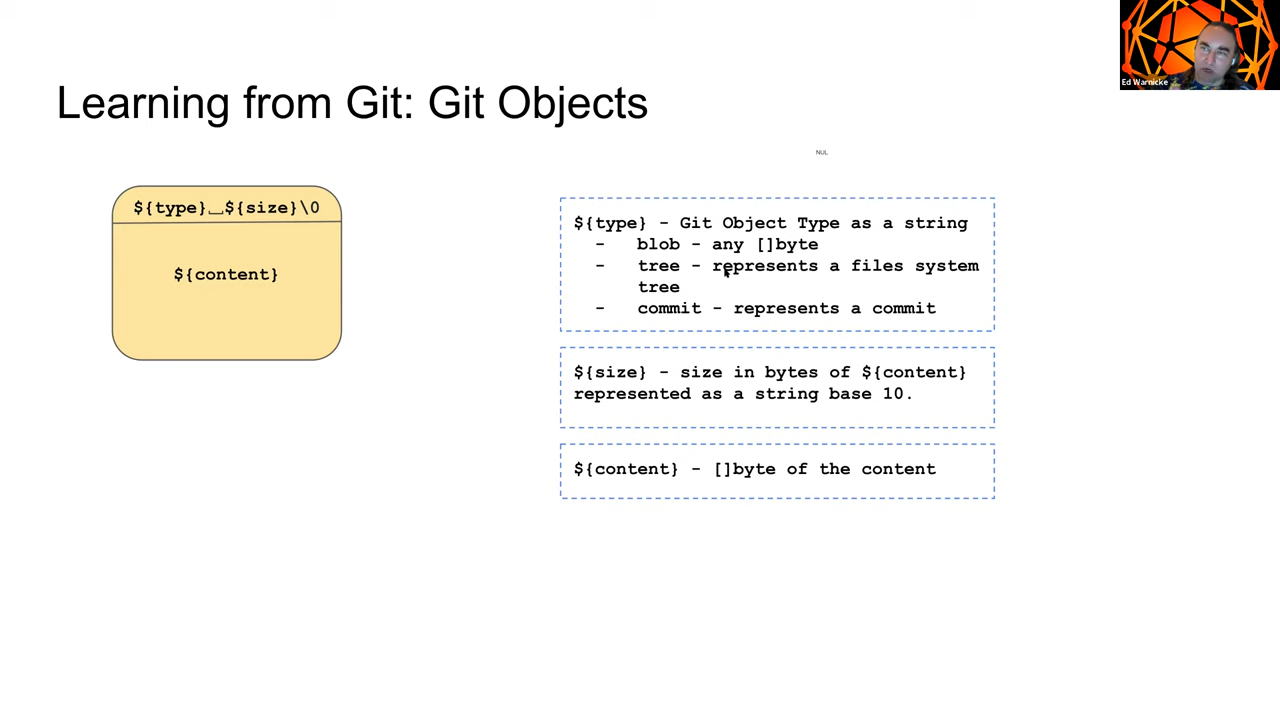 Ed Warnicke
Learning from Git: Git Objects
NUL
${type}⎵${size}\0
${content}
${type} - Git Object Type as a string
- blob - any []byte
- tree - represents a files system
tree
- commit - represents a commit
${size} - size in bytes of ${content}
represented as a string base 10.
${content} - []byte of the content